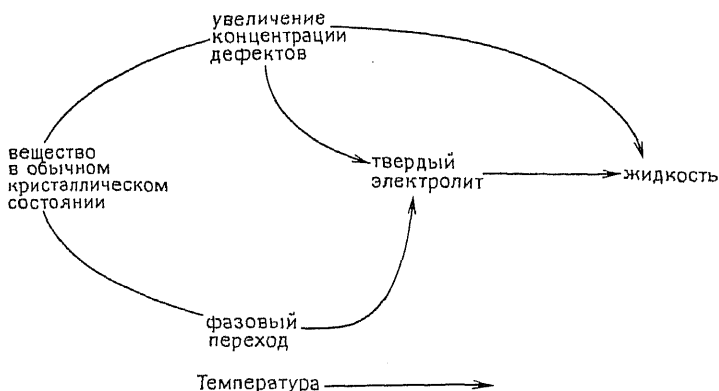 увеличение
концентрации
дефектов
вещество
в обычном
кристаллическом
состоянии
твердый
электролит
жидкость
фазовый
переход
Температура